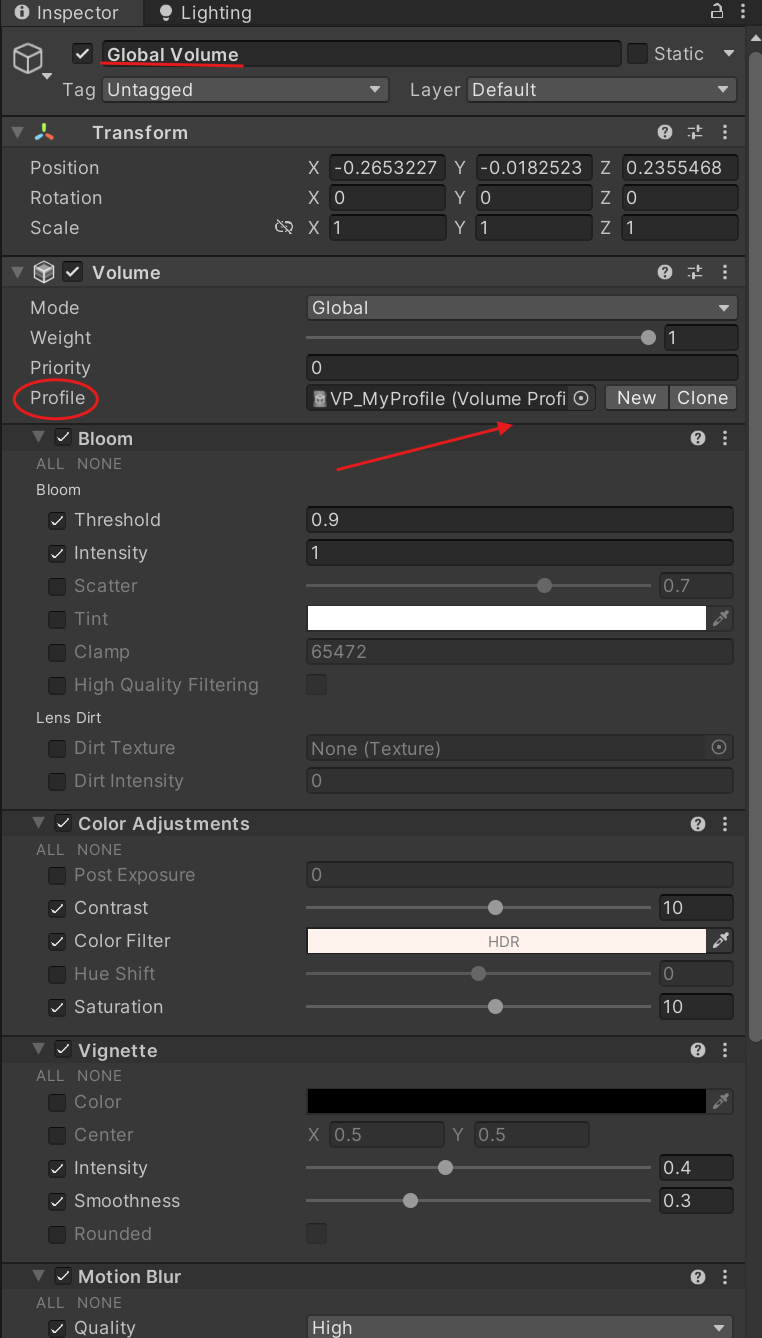 Inspector Lighting
Global Volume Static
Tag Untagged Layer Default
Transform
Position X -0.2653227 Y -0.0182523 Z 0.2355468
Rotation X 0 Y 0 Z 0
Scale X 1 Y 1 Z 1
Volume
Mode Global
Weight 1
Priority 0
Profile VP_MyProfile (Volume Profi New Clone
Bloom
ALL NONE
Bloom
Threshold 0.9
Intensity 1
Scatter 0.7
Tint
Clamp 65472
High Quality Filtering
Lens Dirt
Dirt Texture None (Texture)
Dirt Intensity 0
Color Adjustments
ALL NONE
Post Exposure 0
Contrast 10
Color Filter HDR
Hue Shift 0
Saturation 10
Vignette
ALL NONE
Color
Center X 0.5 Y 0.5
Intensity 0.4
Smoothness 0.3
Rounded
Motion Blur
ALL NONE
Quality High